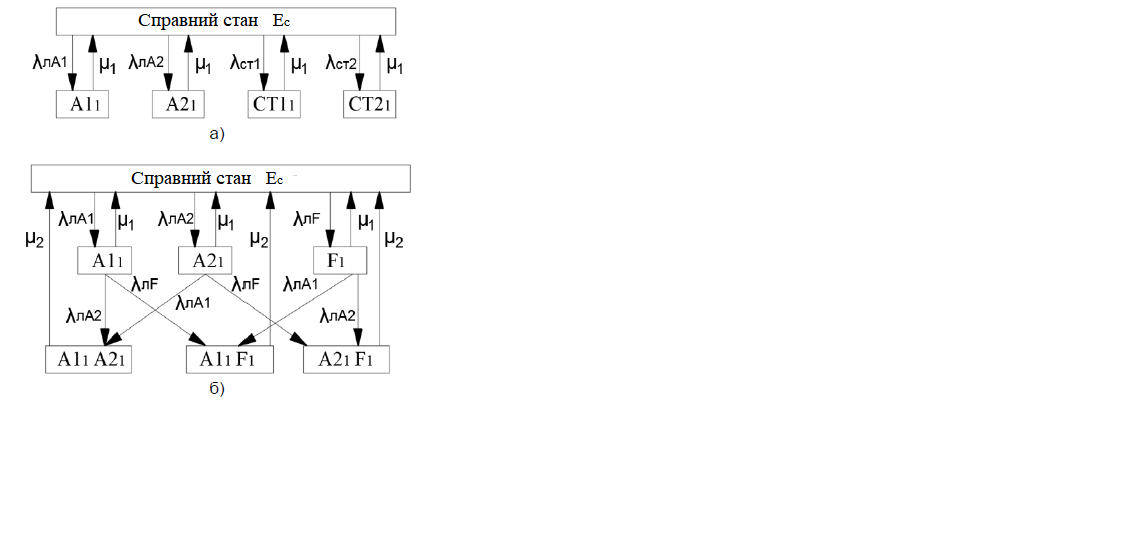 Справний стан Ес
λлА1 μ1 λлА2 μ1 λст1 μ1 λст2 μ1
А11 А21 СТ11 СТ21
а)
Справний стан Ес
λлА1 μ1 λлА2 μ1 λлF μ1
μ2 μ2 μ2
А11 А21 F1
λлF λлF λлА1
λлА1
λлА2 λлА2
А11 А21 А11 F1 А21 F1
б)